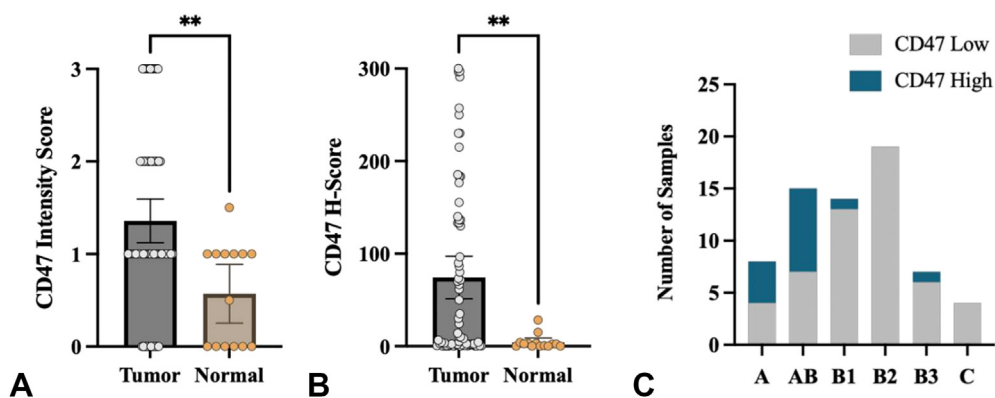 **
CD47 Intensity Score
3
2
1
0
Tumor Normal
A
**
CD47 H-Score
300
200
100
0
Tumor Normal
B
CD47 Low
CD47 High
Number of Samples
25
20
15
10
5
0
A AB B1 B2 B3 C
C